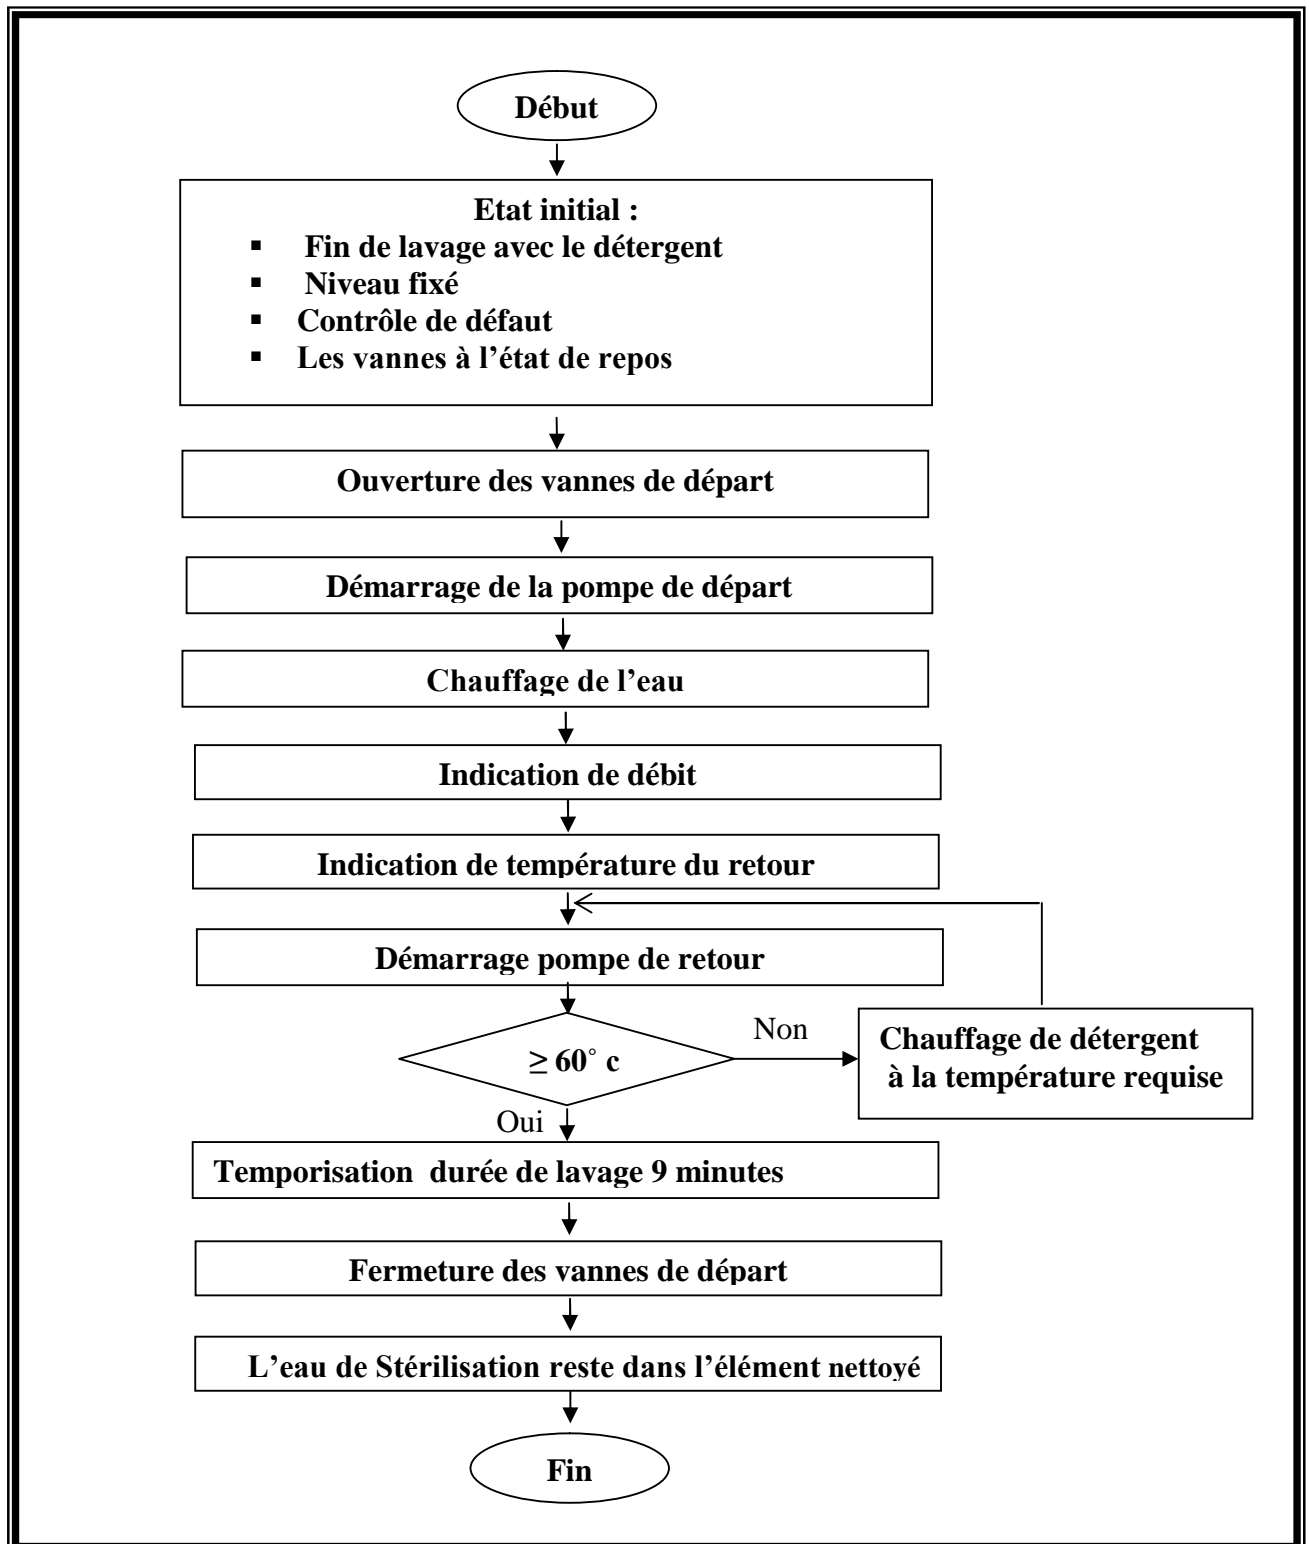 Début
Etat initial :
▪ Fin de lavage avec le détergent
▪ Niveau fixé
▪ Contrôle de défaut
▪ Les vannes à l’état de repos
Ouverture des vannes de départ
Démarrage de la pompe de départ
Chauffage de l’eau
Indication de débit
Indication de température du retour
Démarrage pompe de retour
≥ 60° c
Non
Chauffage de détergent
à la température requise
Oui
Temporisation durée de lavage 9 minutes
Fermeture des vannes de départ
L’eau de Stérilisation reste dans l’élément nettoyé
Fin